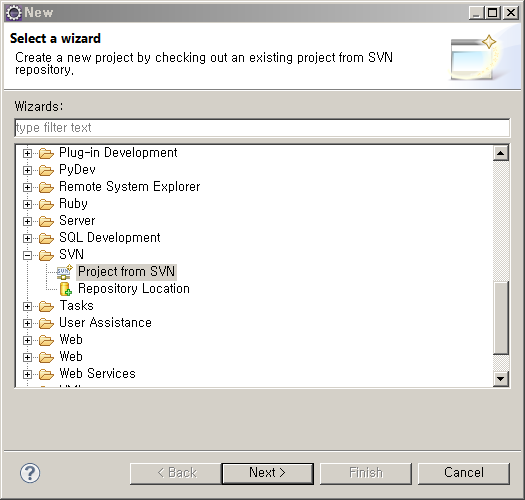 New
Select a wizard
Create a new project by checking out an existing project from SVN
repository.
Wizards:
type filter text
Plug-in Development
PyDev
Remote System Explorer
Ruby
Server
SQL Development
SVN
Project from SVN
Repository Location
Tasks
User Assistance
Web
Web
Web Services
< Back
Next >
Finish
Cancel